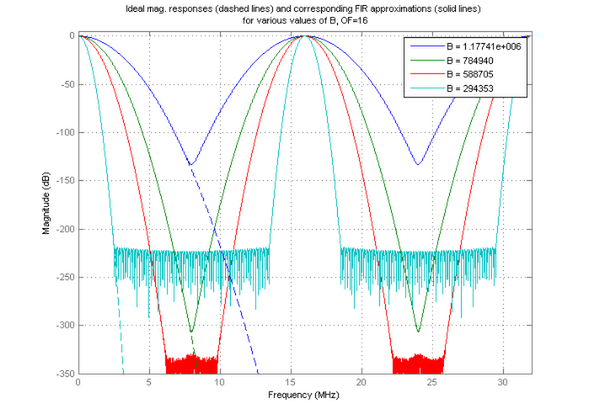 Ideal mag. responses (dashed lines) and corresponding FIR approximations (solid lines)
for various values of B, OF=16
B = 1.17741e+006
B = 784940
B = 588705
B = 294353
0
-50
-100
-150
-200
-250
-300
-350
Magnitude (dB)
0 5 10 15 20 25 30
Frequency (MHz)